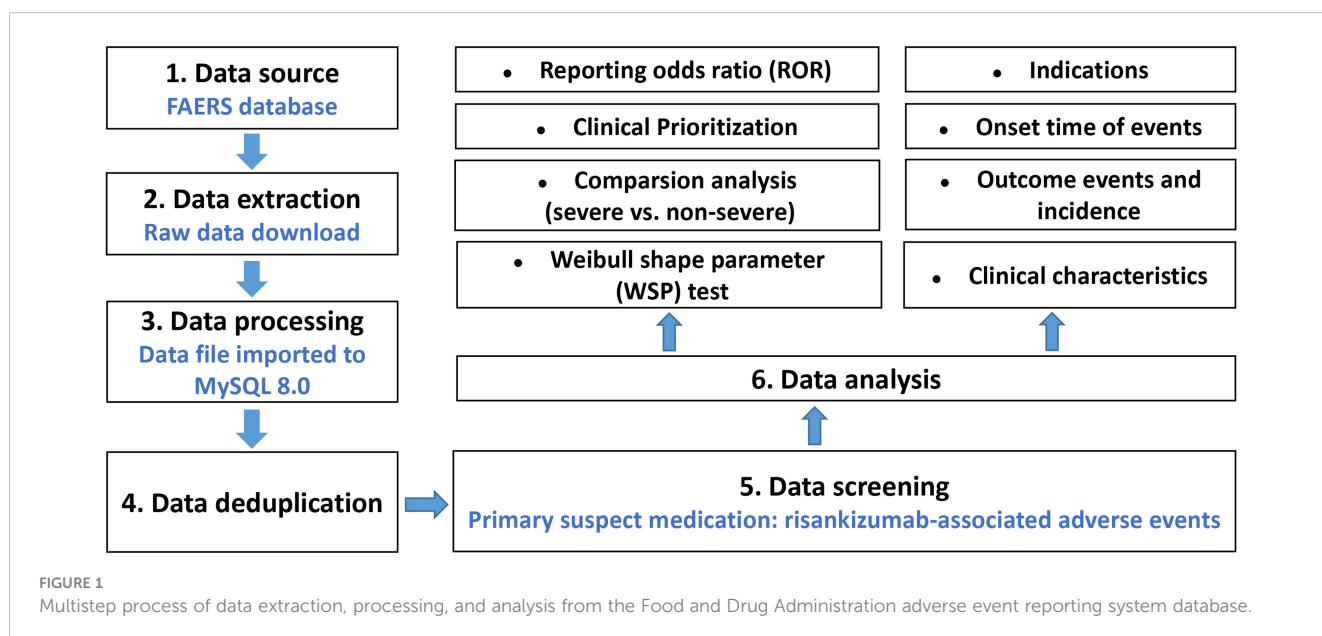 1. Data source
FAERS database
2. Data extraction
Raw data download
3. Data processing
Data file imported to
MySQL 8.0
4. Data deduplication
5. Data screening
Primary suspect medication: risankizumab-associated adverse events
6. Data analysis
• Reporting odds ratio (ROR)
• Clinical Prioritization
• Comparsion analysis
(severe vs. non-severe)
• Weibull shape parameter
(WSP) test
• Indications
• Onset time of events
• Outcome events and
incidence
• Clinical characteristics
FIGURE 1
Multistep process of data extraction, processing, and analysis from the Food and Drug Administration adverse event reporting system database.